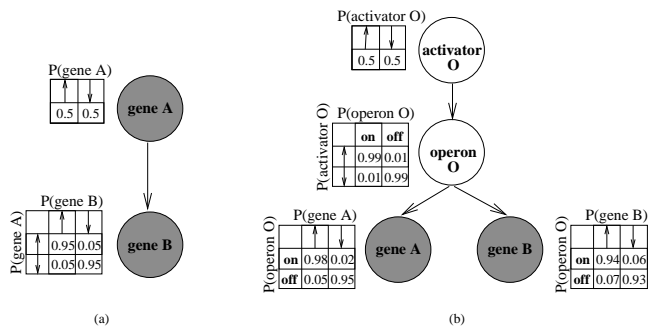 P(gene A)
0.5 0.5
gene A
P(gene B)
P(gene A)
0.95 0.05
0.05 0.95
gene B
(a)
P(activator O)
0.5 0.5
activator
O
P(operon O)
P(activator O)
on off
0.99 0.01
0.01 0.99
operon
O
P(gene A)
P(operon O)
on 0.98 0.02
off 0.05 0.95
gene A
gene B
P(gene B)
P(operon O)
on 0.94 0.06
off 0.07 0.93
(b)